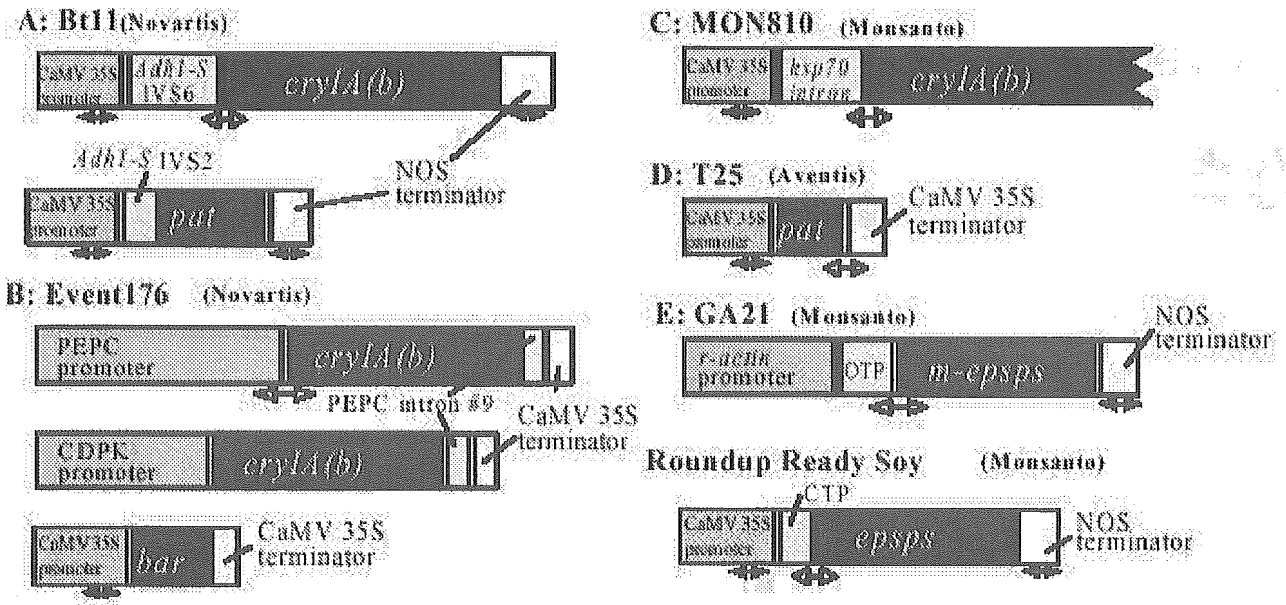 A: Bt11(Novartis)
CaMV 35S
promoter
Adh1-S
IVS6
cryIA(b)
Adh1-S IVS2
NOS
terminator
CaMV 35S
promoter
pat
B: Event176 (Novartis)
PEPC
promoter
cryIA(b)
PEPC intron #9
CaMV 35S
terminator
CDPK
promoter
cryIA(b)
CaMV 35S
promoter
bar
CaMV 35S
terminator
C: MON810 (Monsanto)
CaMV 35S
promoter
hsp70
intron
cryIA(b)
D: T25 (Aventis)
CaMV 35S
promoter
pat
CaMV 35S
terminator
E: GA21 (Monsanto)
r-actin
promoter
OTP
m-epsps
NOS
terminator
Roundup Ready Soy (Monsanto)
CTP
CaMV 35S
promoter
epsps
NOS
terminator